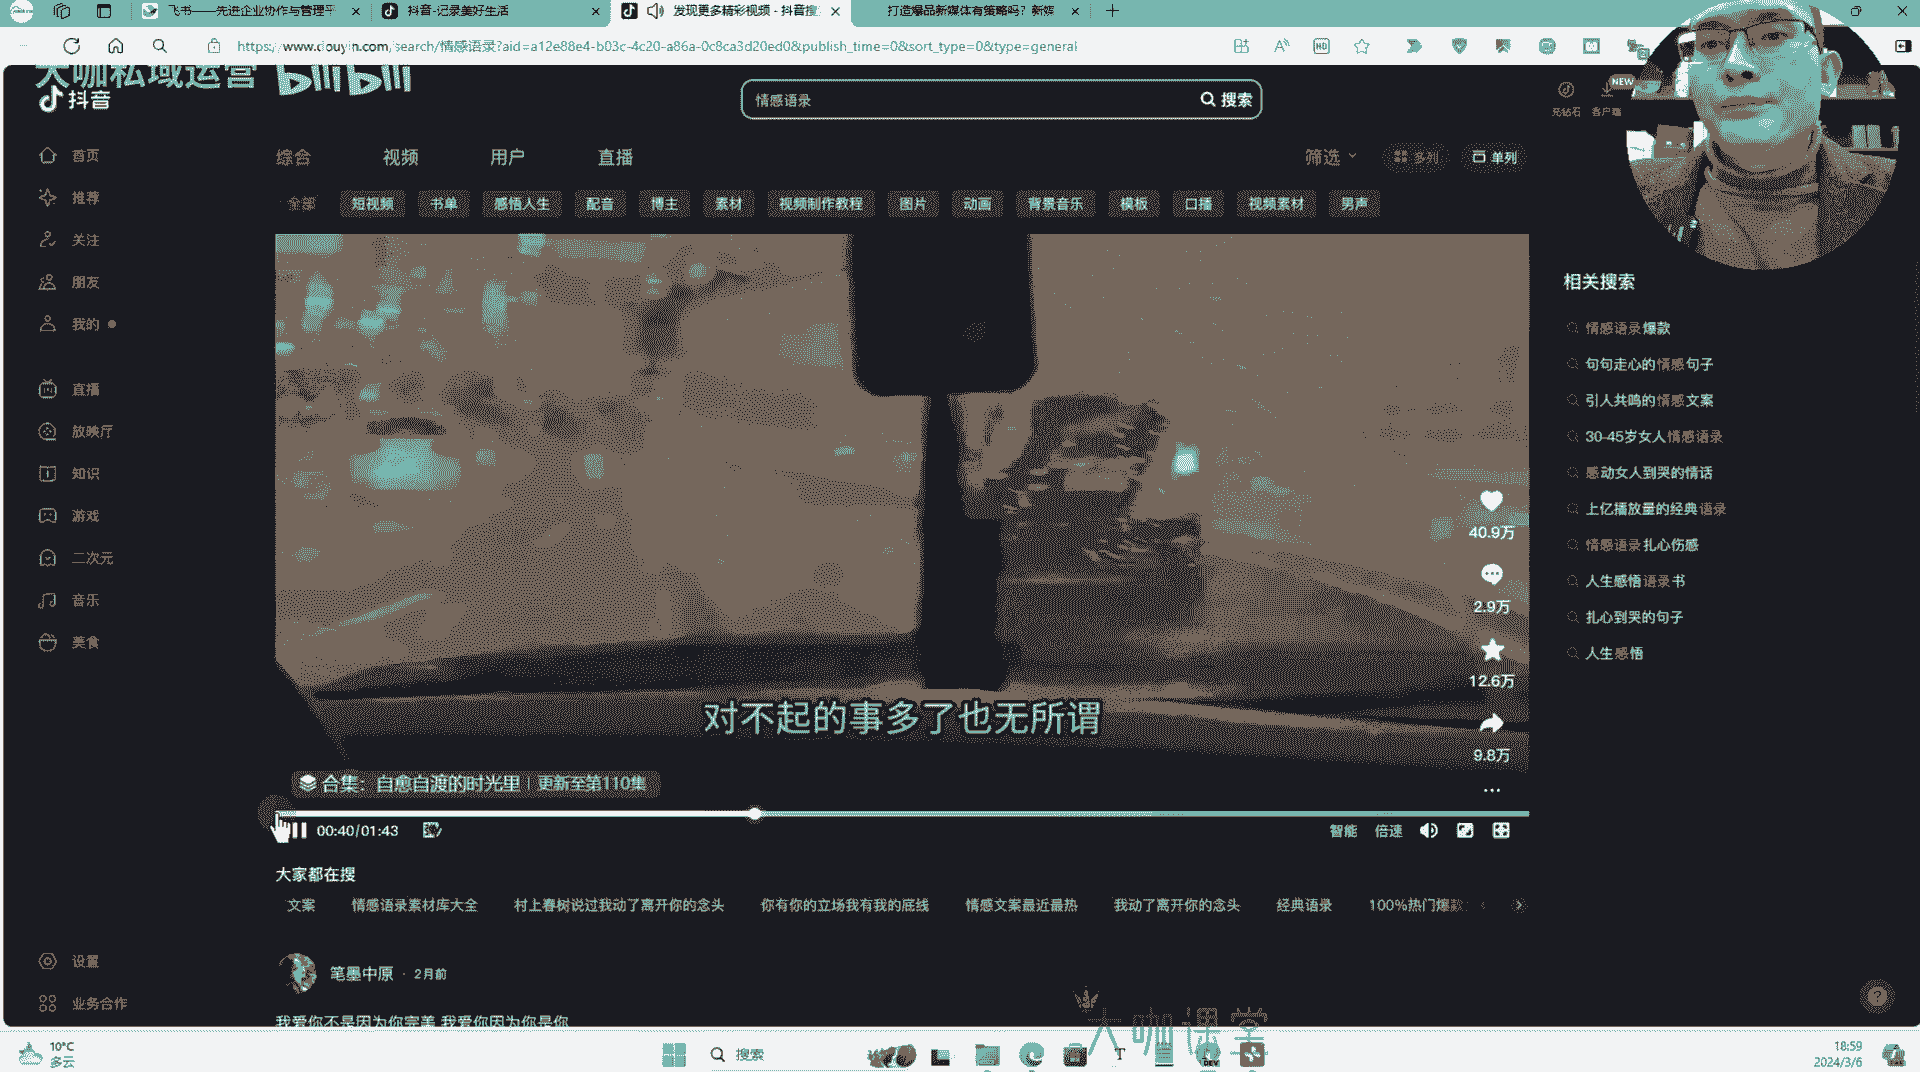 飞书——先进企业协作与管理平
抖音-记录美好生活
发现更多精彩视频 - 抖音搜
打造爆品新媒体有策略吗？新媒
https://www.douyin.com/search/情感语录?aid=a12e88e4-b03c-4c20-a86a-0c8ca3d20ed0&publish_time=0&sort_type=0&type=general
大咖私域运营 bilibili
抖音
情感语录
搜索
充钻石
客户端
NEW
首页
推荐
关注
朋友
我的
直播
放映厅
知识
游戏
二次元
音乐
美食
设置
业务合作
综合 视频 用户 直播
筛选 多列 单列
全部 短视频 书单 感悟人生 配音 博主 素材 视频制作教程 图片 动画 背景音乐 模板 口播 视频素材 男声
40.9万
2.9万
12.6万
9.8万
对不起的事多了也无所谓
合集：自愈自渡的时光里 | 更新至第110集
00:40/01:43
智能 倍速
相关搜索
情感语录爆款
句句走心的情感句子
引人共鸣的情感文案
30-45岁女人情感语录
感动女人到哭的情话
上亿播放量的经典语录
情感语录扎心伤感
人生感悟语录书
扎心到哭的句子
人生感悟
大家都在搜
文案 情感语录素材库大全 村上春树说过我动了离开你的念头 你有你的立场我有我的底线 情感文案最近最热 我动了离开你的念头 经典语录 100%热门爆款
笔墨中原 · 2月前
我爱你不是因为你完美 我爱你因为你是你
大咖课堂
10°C
多云
搜索
18:59
2024/3/6